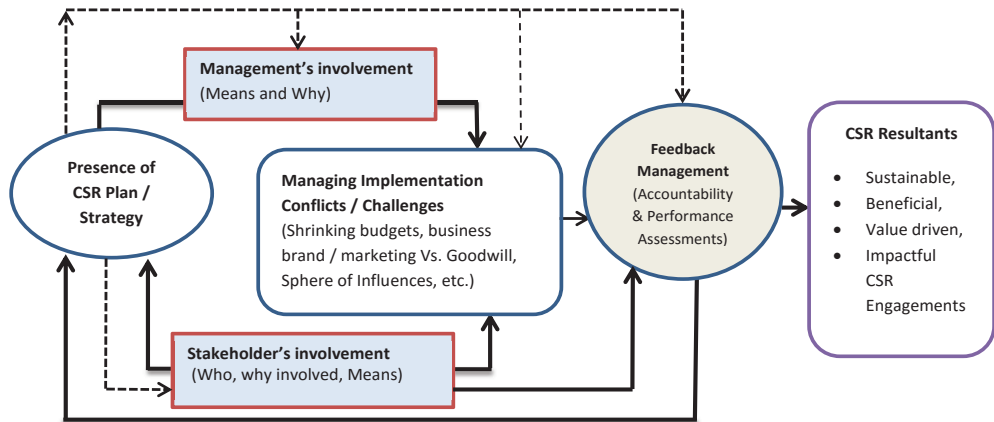 Management’s involvement
(Means and Why)
Presence of
CSR Plan /
Strategy
Managing Implementation
Conflicts / Challenges
(Shrinking budgets, business
brand / marketing Vs. Goodwill,
Sphere of Influences, etc.)
Stakeholder’s involvement
(Who, why involved, Means)
Feedback
Management
(Accountability
& Performance
Assessments)
CSR Resultants
• Sustainable,
• Beneficial,
• Value driven,
• Impactful
CSR
Engagements